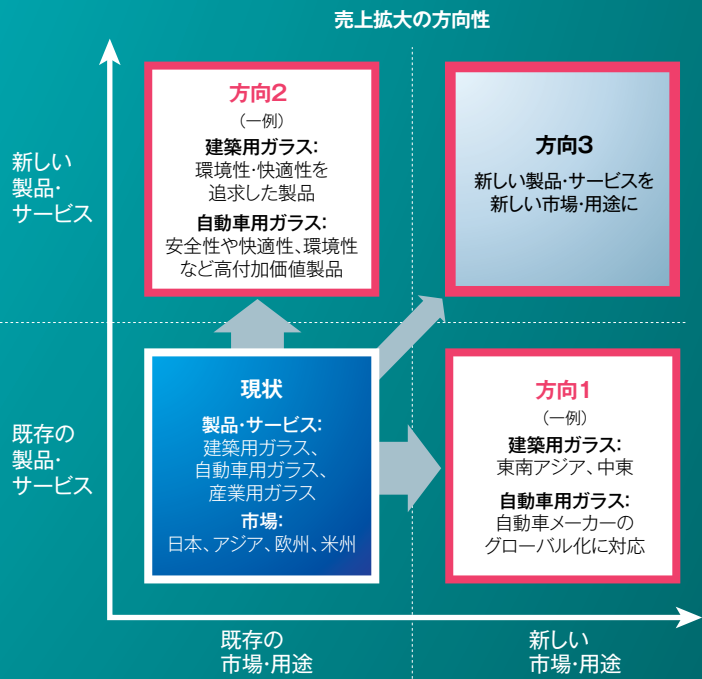 売上拡大の方向性
新しい
製品・
サービス
方向2
(一例)
建築用ガラス:
環境性・快適性を
追求した製品
自動車用ガラス:
安全性や快適性、環境性
など高付加価値製品
方向3
新しい製品・サービスを
新しい市場・用途に
既存の
製品・
サービス
現状
製品・サービス:
建築用ガラス、
自動車用ガラス、
産業用ガラス
市場:
日本、アジア、欧州、米州
方向1
(一例)
建築用ガラス:
東南アジア、中東
自動車用ガラス:
自動車メーカーの
グローバル化に対応
既存の
市場・用途
新しい
市場・用途